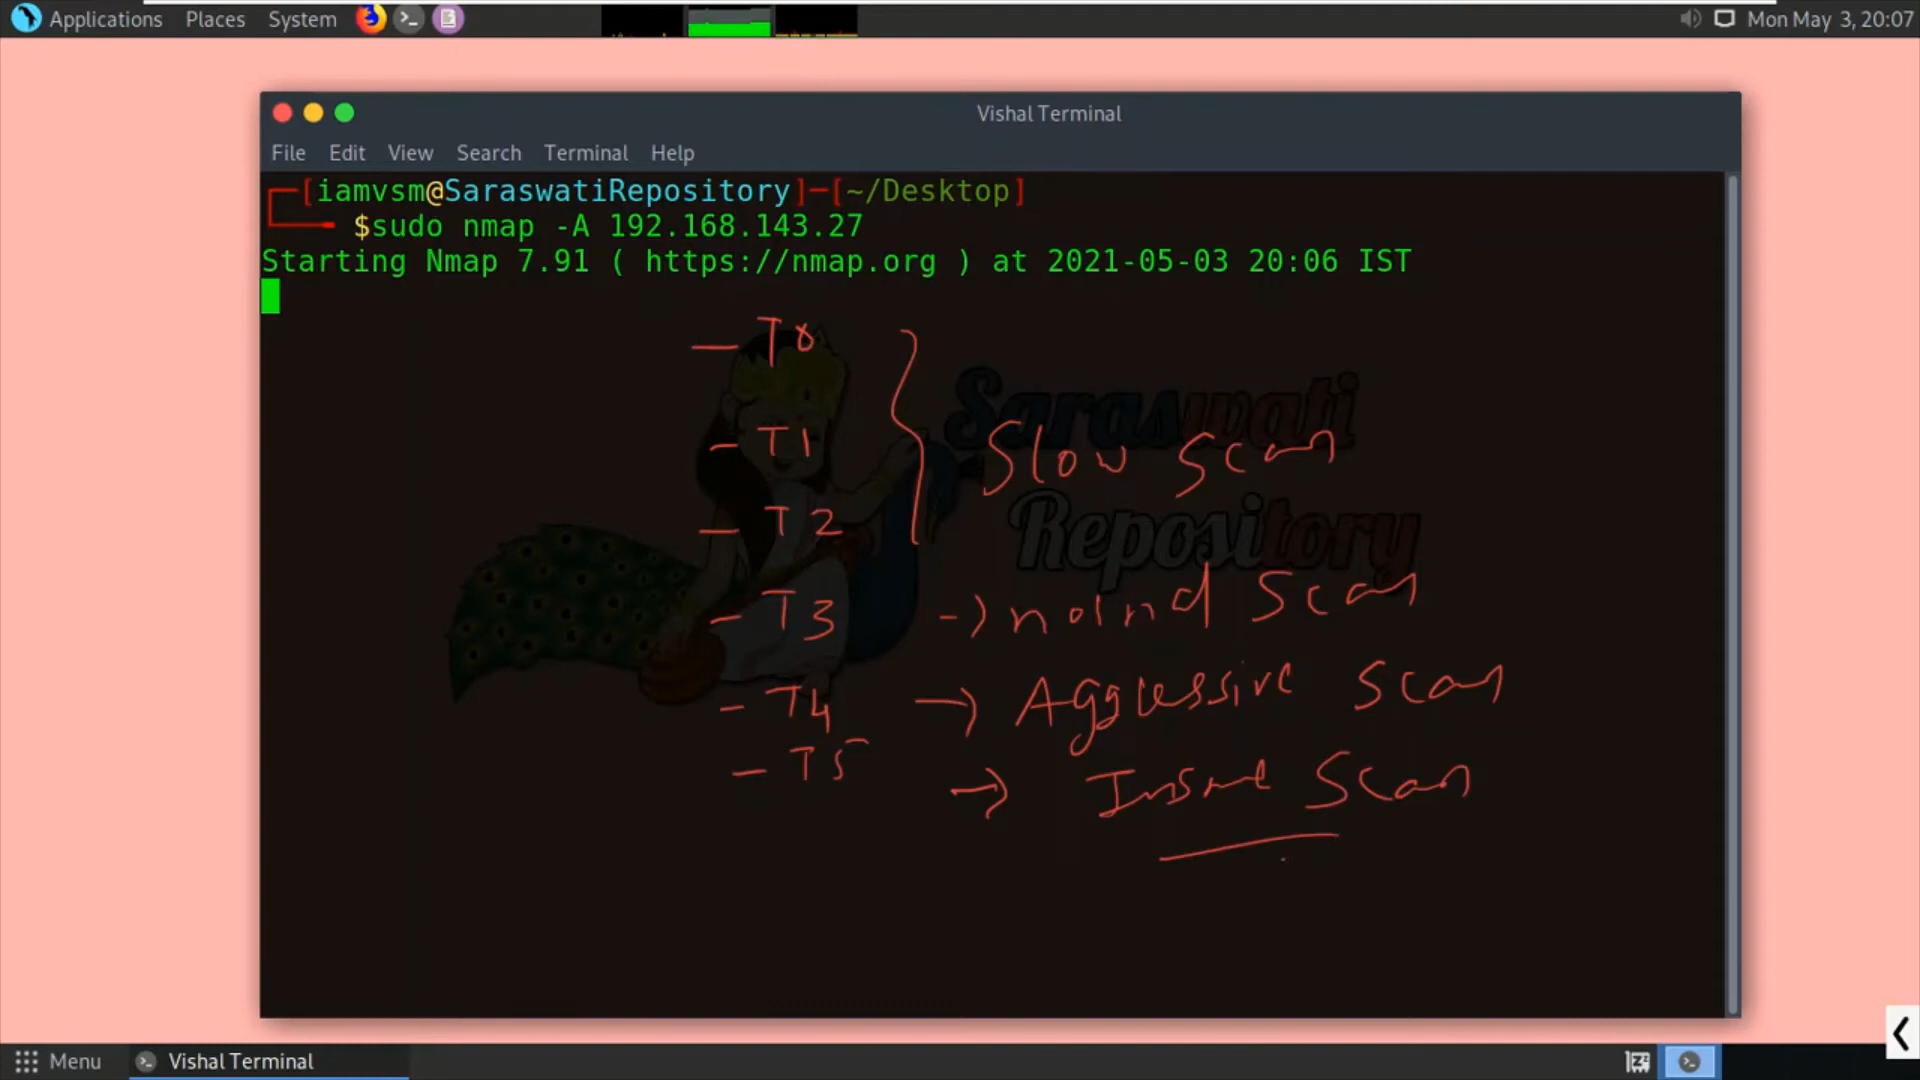 Applications Places System Mon May 3, 20:07
Vishal Terminal
File Edit View Search Terminal Help
┌─[iamvsm@SaraswatiRepository]─[~/Desktop]
└── $sudo nmap -A 192.168.143.27
Starting Nmap 7.91 ( https://nmap.org ) at 2021-05-03 20:06 IST
- T0
- T1
Slow Scan
- T2
- T3 → Scan
- T4 → Aggressive Scan
- T5 → Scan
Saraswati
Repository
Menu Vishal Terminal